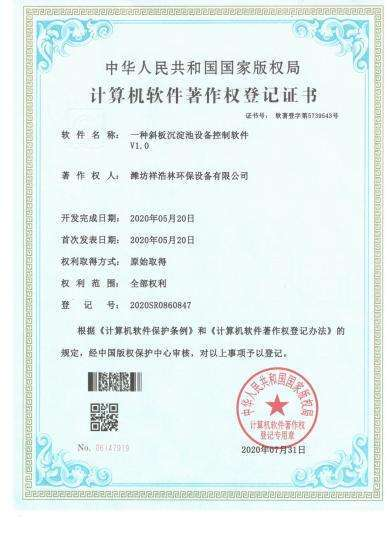 中华人民共和国国家版权局
计算机软件著作权登记证书
证书号： 软著登字第5739543号
软件名称： 一种斜板沉淀池设备控制软件
V1.0
著作权人： 潍坊祥浩林环保设备有限公司
开发完成日期： 2020年05月20日
首次发表日期： 2020年05月20日
权利取得方式： 原始取得
权利范围： 全部权利
登记号： 2020SR0860847
根据《计算机软件保护条例》和《计算机软件著作权登记办法》的
规定，经中国版权保护中心审核，对以上事项予以登记。
中华人民共和国国家版权局
计算机软件著作权
登记专用章
No. 06147919
2020年07月31日